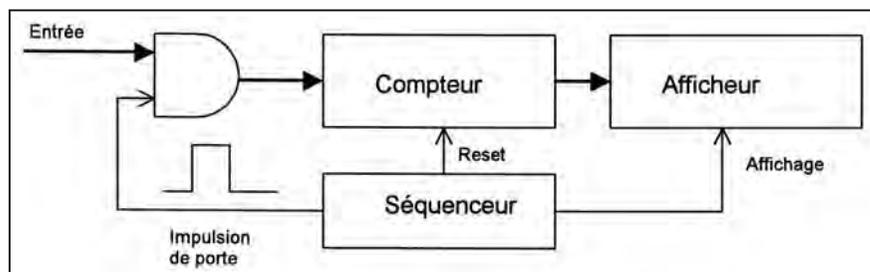 Entrée
Compteur
Afficheur
Reset
Affichage
Séquenceur
Impulsion
de porte